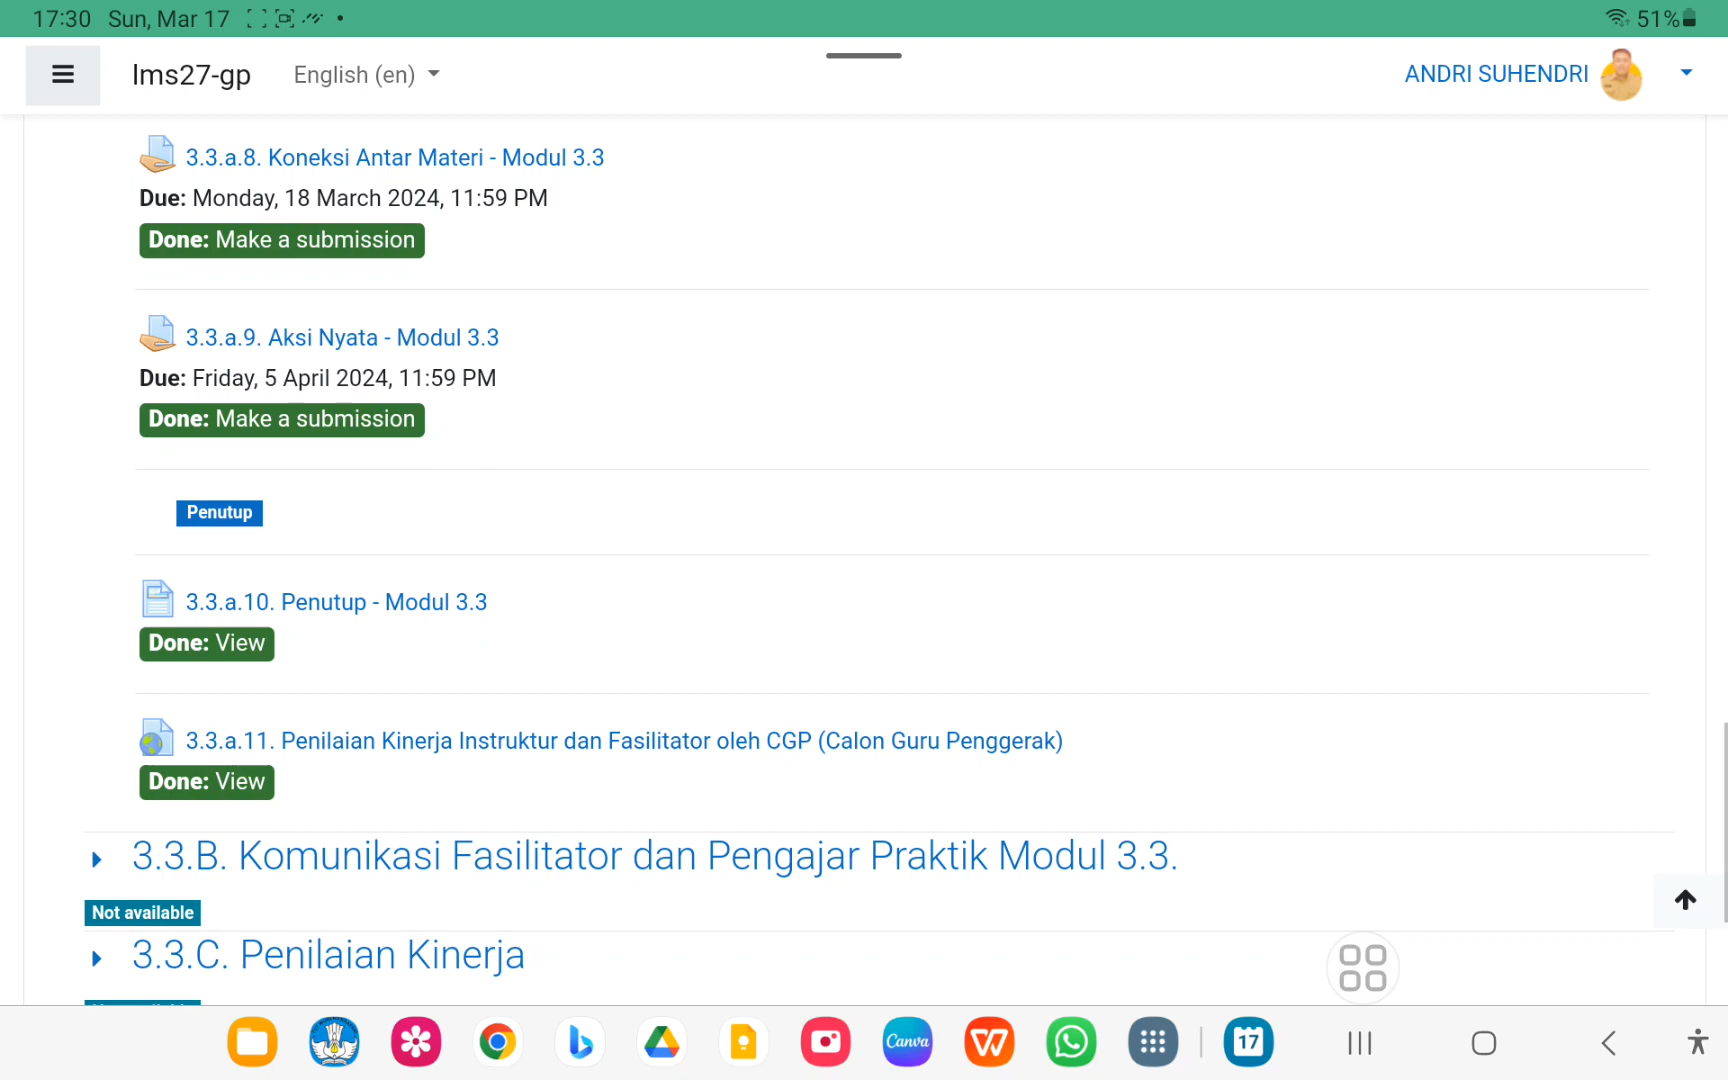 17:30 Sun, Mar 17
51%
lms27-gp
English (en)
ANDRI SUHENDRI
3.3.a.8. Koneksi Antar Materi - Modul 3.3
Due: Monday, 18 March 2024, 11:59 PM
Done: Make a submission
3.3.a.9. Aksi Nyata - Modul 3.3
Due: Friday, 5 April 2024, 11:59 PM
Done: Make a submission
Penutup
3.3.a.10. Penutup - Modul 3.3
Done: View
3.3.a.11. Penilaian Kinerja Instruktur dan Fasilitator oleh CGP (Calon Guru Penggerak)
Done: View
3.3.B. Komunikasi Fasilitator dan Pengajar Praktik Modul 3.3.
Not available
3.3.C. Penilaian Kinerja
Canva
17